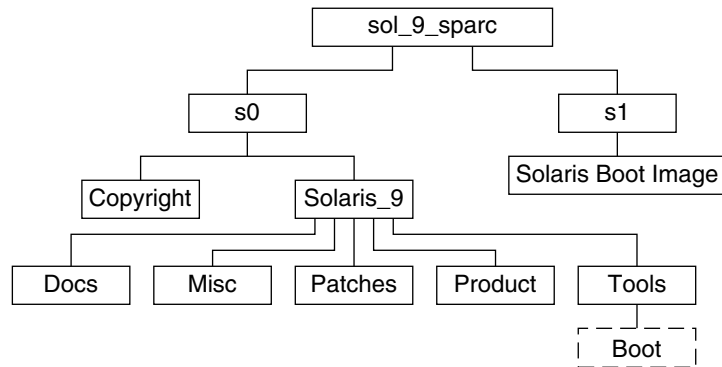 sol_9_sparc
s0
s1
Copyright
Solaris_9
Solaris Boot Image
Docs
Misc
Patches
Product
Tools
Boot